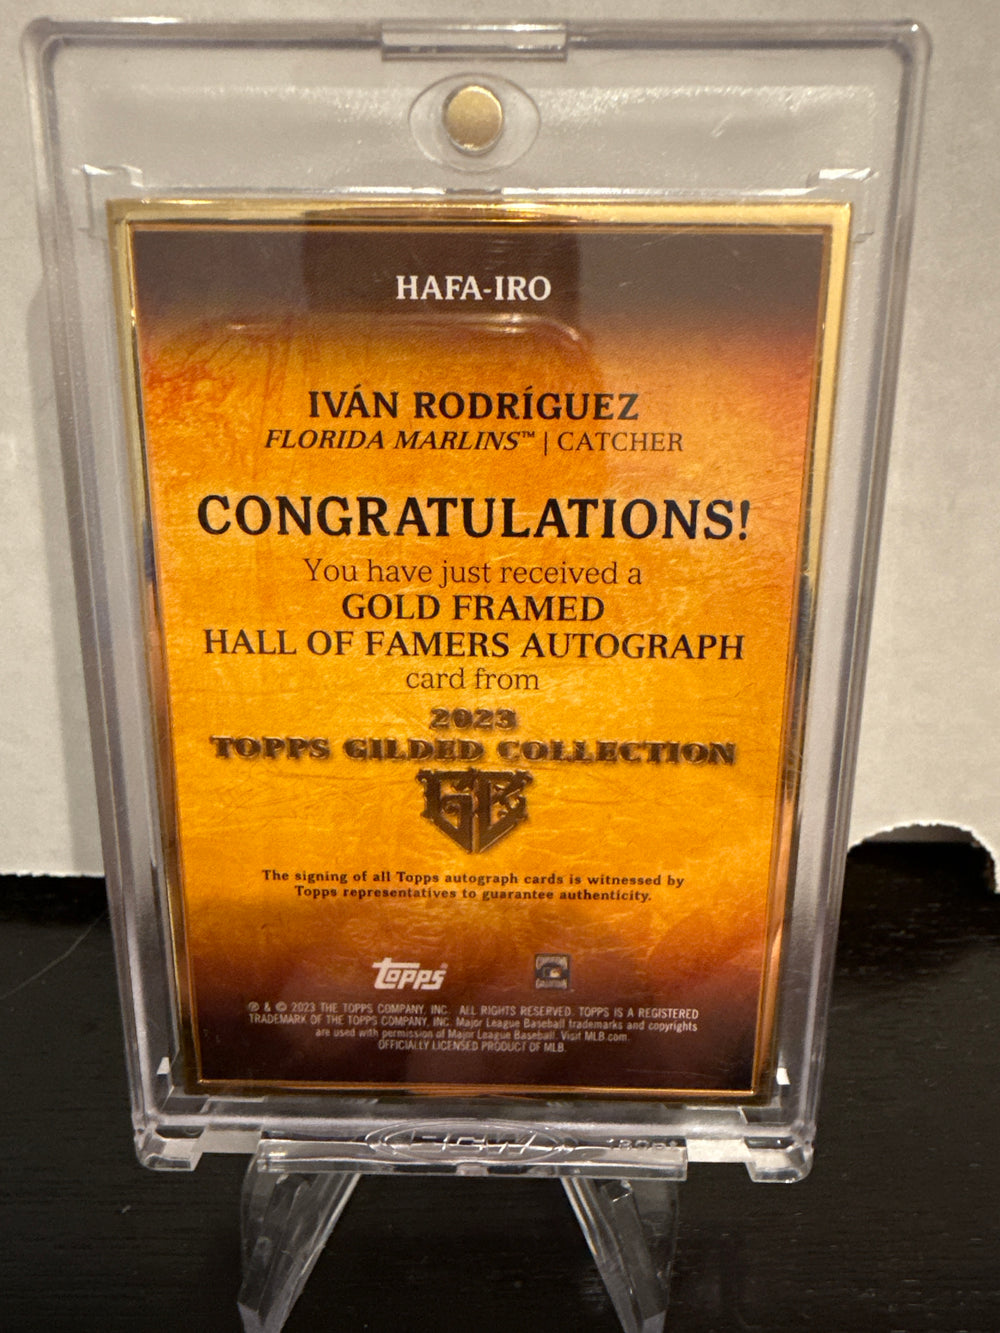 HAFA-IRO
IVÁN RODRÍGUEZ
FLORIDA MARLINS™ | CATCHER
CONGRATULATIONS!
You have just received a
GOLD FRAMED
HALL OF FAMERS AUTOGRAPH
card from
2023
TOPPS GILDED COLLECTION
GC
The signing of all Topps autograph cards is witnessed by
Topps representatives to guarantee authenticity.
topps
® & © 2023 THE TOPPS COMPANY, INC. ALL RIGHTS RESERVED. TOPPS IS A REGISTERED
TRADEMARK OF THE TOPPS COMPANY, INC. Major League Baseball trademarks and copyrights
are used with permission of Major League Baseball. Visit MLB.com.
OFFICIALLY LICENSED PRODUCT OF MLB.
BCW